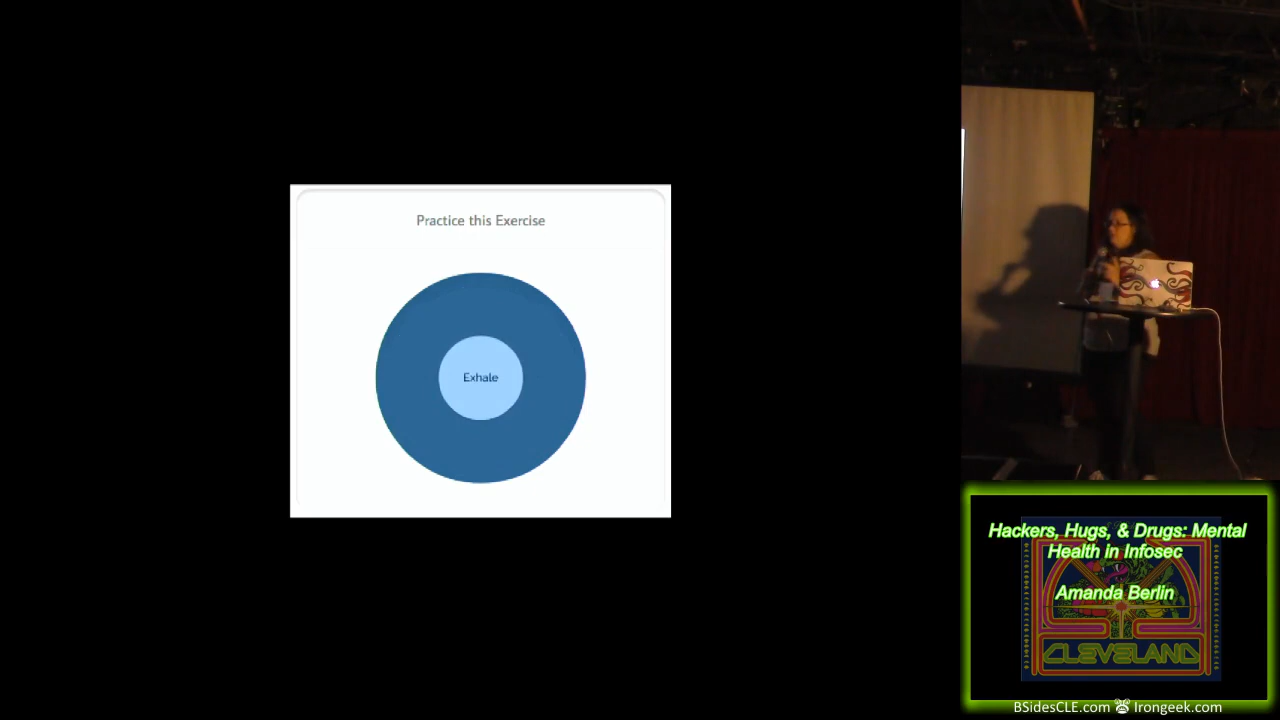 Practice this Exercise
Exhale
Hackers, Hugs, & Drugs: Mental
Health in Infosec
Amanda Berlin
CLEVELAND
BSidesCLE.com Irongeek.com